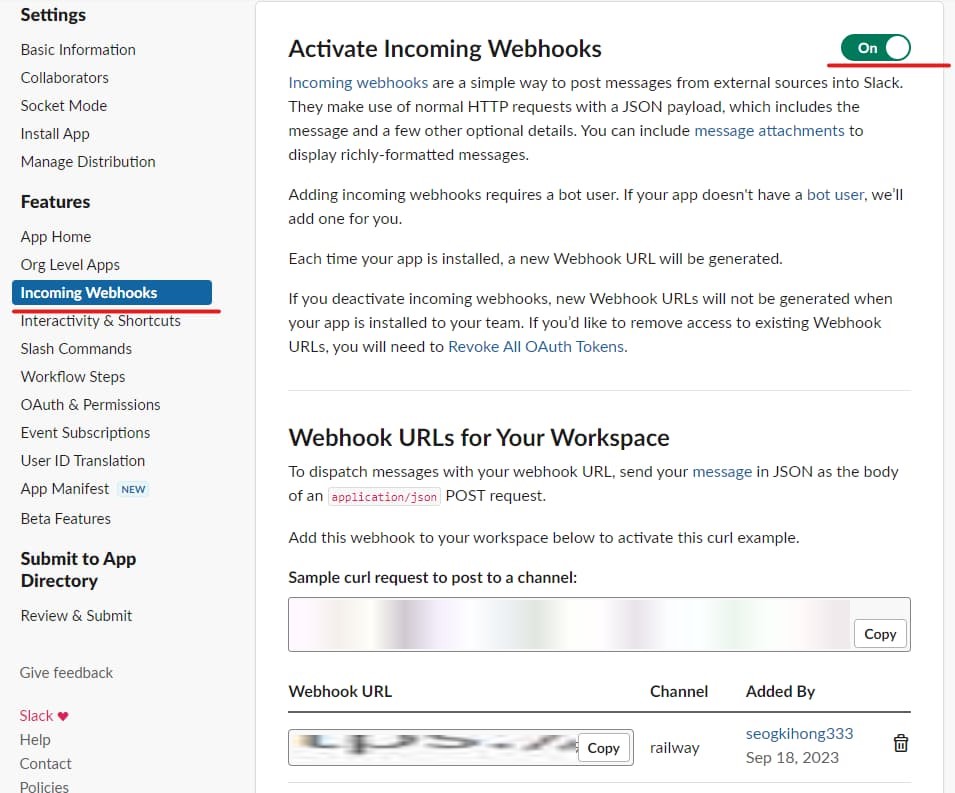 Settings
Basic Information
Collaborators
Socket Mode
Install App
Manage Distribution
Features
App Home
Org Level Apps
Incoming Webhooks
Interactivity & Shortcuts
Slash Commands
Workflow Steps
OAuth & Permissions
Event Subscriptions
User ID Translation
App Manifest NEW
Beta Features
Submit to App
Directory
Review & Submit
Give feedback
Slack ♥
Help
Contact
Policies
Activate Incoming Webhooks
On
Incoming webhooks are a simple way to post messages from external sources into Slack.
They make use of normal HTTP requests with a JSON payload, which includes the
message and a few other optional details. You can include message attachments to
display richly-formatted messages.
Adding incoming webhooks requires a bot user. If your app doesn't have a bot user, we'll
add one for you.
Each time your app is installed, a new Webhook URL will be generated.
If you deactivate incoming webhooks, new Webhook URLs will not be generated when
your app is installed to your team. If you'd like to remove access to existing Webhook
URLs, you will need to Revoke All OAuth Tokens.
Webhook URLs for Your Workspace
To dispatch messages with your webhook URL, send your message in JSON as the body
of an application/json POST request.
Add this webhook to your workspace below to activate this curl example.
Sample curl request to post to a channel:
Copy
Webhook URL Channel Added By
Copy railway seogkihong333
Sep 18, 2023